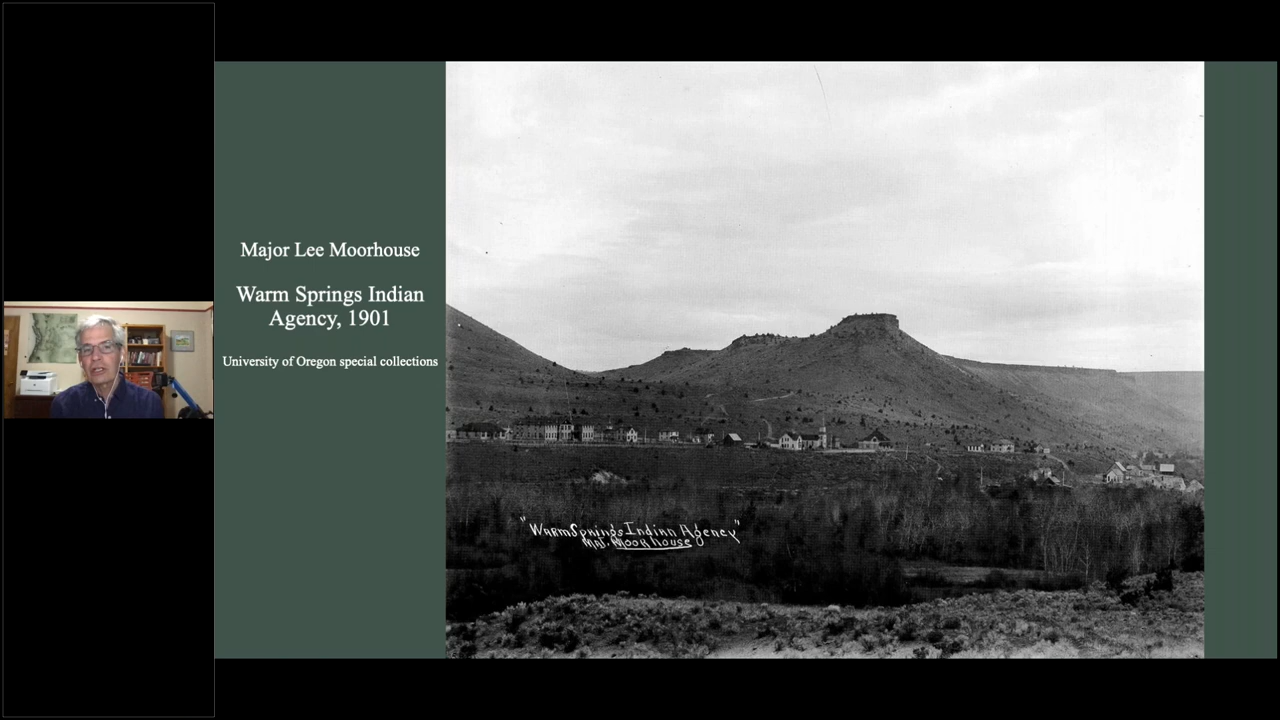 Major Lee Moorhouse
Warm Springs Indian
Agency, 1901
University of Oregon special collections
"Warm Springs Indian Agency"
Maj. Moorhouse